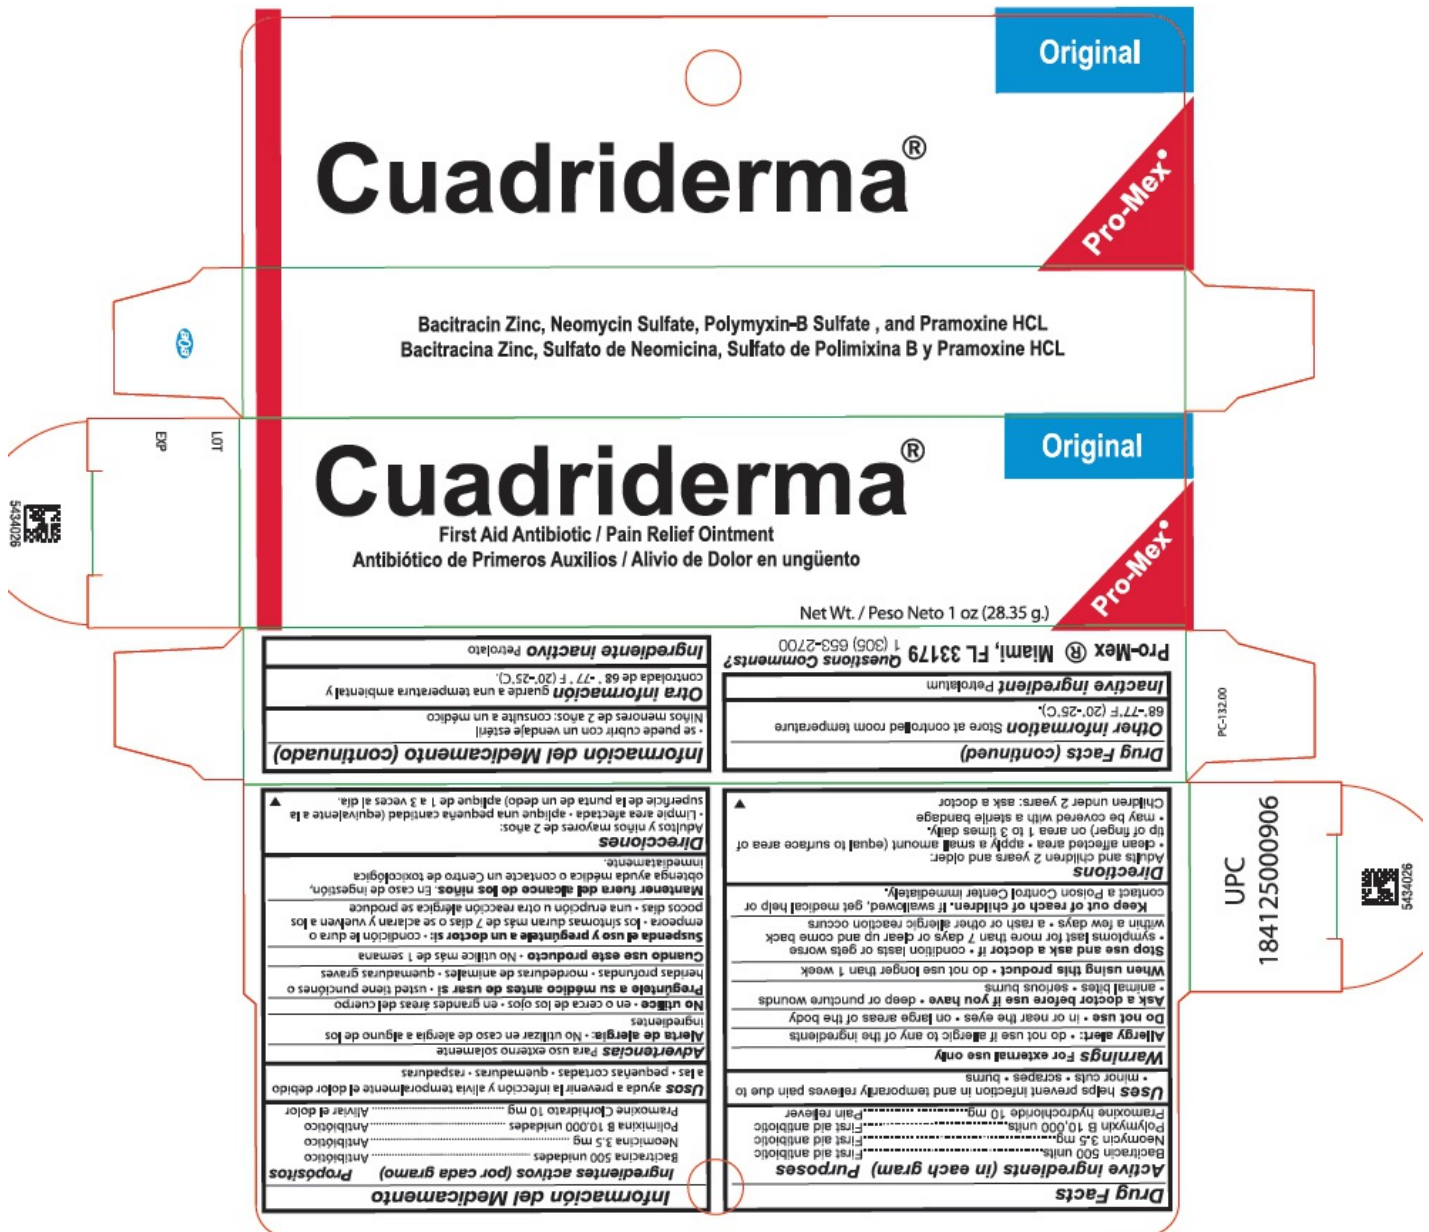 Original
Cuadriderma®
Pro-Mex
Bacitracin Zinc, Neomycin Sulfate, Polymyxin-B Sulfate , and Pramoxine HCL
Bacitracina Zinc, Sulfato de Neomicina, Sulfato de Polimixina B y Pramoxine HCL
LOT
EXP
5434026
Original
Cuadriderma®
First Aid Antibiotic / Pain Relief Ointment
Antibiótico de Primeros Auxilios / Alivio de Dolor en ungüento
Pro-Mex
Net Wt. / Peso Neto 1 oz (28.35 g.)
Drug Facts
Active ingredients (in each gram) Purposes
Bacitracin 500 units First aid antibiotic
Neomycin 3.5 mg First aid antibiotic
Polymyxin B 10,000 units First aid antibiotic
Pramoxine hydrochloride 10 mg Pain reliever
Uses helps prevent infection and temporarily relieves pain due to
• minor cuts • scrapes • burns
Warnings For external use only
Allergy alert: • do not use if allergic to any of the ingredients
Do not use • in or near the eyes • on large areas of the body
Ask a doctor before use if you have • deep or puncture wounds
• animal bites • serious burns
When using this product • do not use longer than 1 week
Stop use and ask a doctor if • condition lasts or gets worse
• symptoms last for more than 7 days or clear up and come back
within a few days • a rash or other allergic reaction occurs
Keep out of reach of children. If swallowed, get medical help or
contact a Poison Control Center immediately.
Directions
Adults and children 2 years and older:
• clean affected area • apply a small amount (equal to surface area of
tip of finger) on area 1 to 3 times daily.
• may be covered with a sterile bandage
Children under 2 years: ask a doctor
Información del Medicamento
Ingredientes activos (por cada gramo) Propósitos
Bacitracina 500 unidades Antibiótico
Neomicina 3.5 mg Antibiótico
Polimixina B 10.000 unidades Antibiótico
Pramoxine Clorhidrato 10 mg Aliviar el dolor
Usos ayuda a prevenir la infección y alivia temporalmente el dolor debido
a las • pequeñas cortadas • quemaduras • raspaduras
Advertencias Para uso externo solamente
Alerta de alergia: • No utilizar en caso de alergia a alguno de los
ingredientes
No utilice • en o cerca de los ojos • en grandes áreas del cuerpo
Pregúntele a su médico antes de usar si • usted tiene punciónes o
heridas profundas • mordeduras de animales • quemaduras graves
Cuando use este producto • No utilice más de 1 semana
Suspenda el uso y pregúntele a un doctor si: • condición le dura o
empeora • los síntomas duran más de 7 días o se aclaran y vuelven a los
pocos días • una erupción u otra reacción alérgica se produce
Mantener fuera del alcance de los niños. En caso de ingestión,
obtenga ayuda médica o contacte un Centro de toxicológica
inmediatamente.
Direcciones
Adultos y niños mayores de 2 años:
• Limpie area afectada • aplique una pequeña cantidad (equivalente a la
superficie de la punta de un dedo) aplique de 1 a 3 veces al día.
Drug Facts (continued)
Other information Store at controlled room temperature
68°-77°F (20°-25°C).
Inactive ingredient Petrolatum
Pro-Mex ® Miami, FL 33179 Questions Comments?
1 (305) 653-2700
Información del Medicamento (continuado)
• se puede cubrir con un vendaje estéril
Niños menores de 2 años: consulte a un médico
Otra información guarde a una temperatura ambiental y
controlada de 68 ° -77 ° F (20°-25°C).
Ingrediente inactivo Petrolato
PC-132.00
UPC
184125000906
5434026